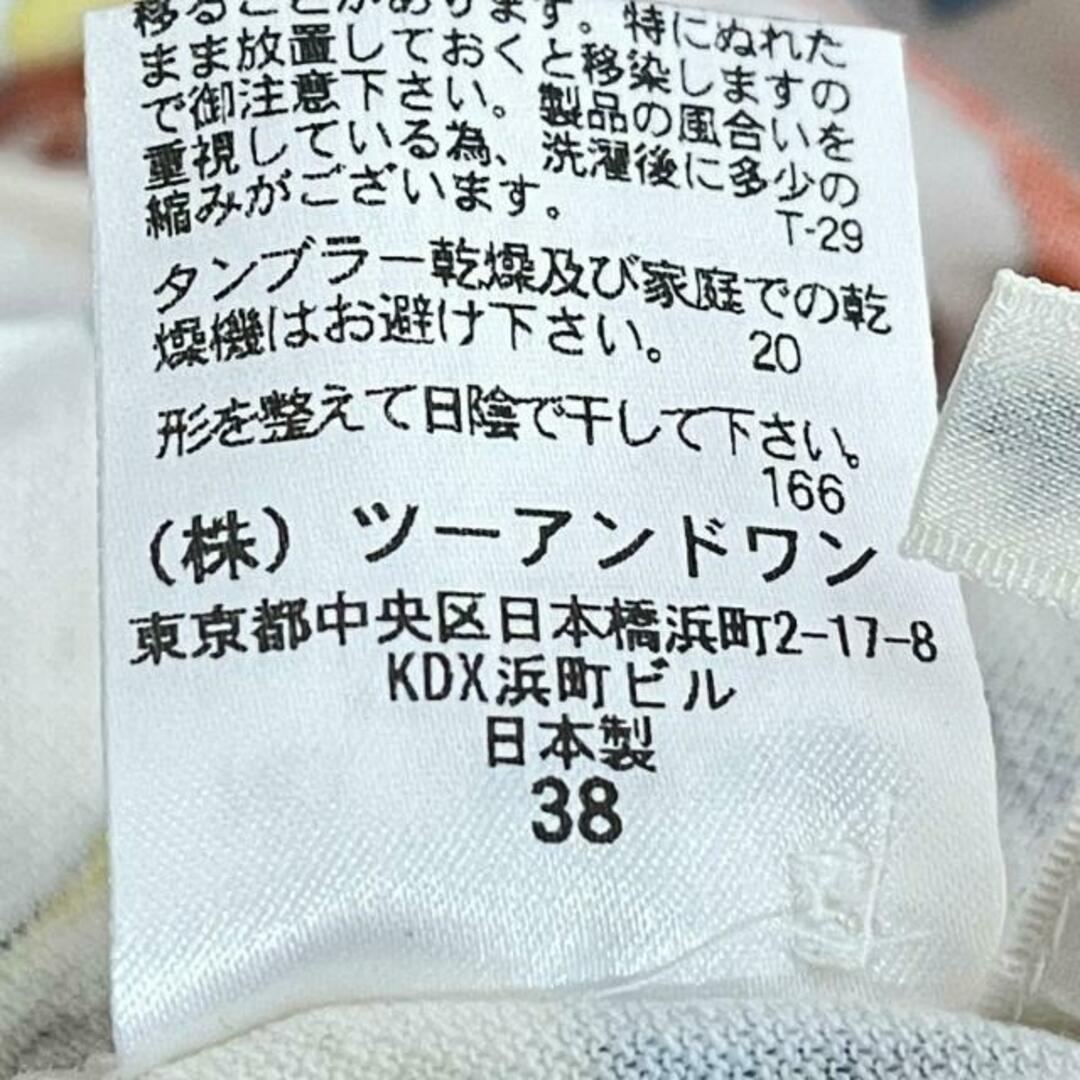 移ることがあります。特にぬれた
まま放置しておくと移染しますの
で御注意下さい。製品の風合いを
重視している為、洗濯後に多少の
縮みがございます。
T-29
タンブラー乾燥及び家庭での乾
燥機はお避け下さい。 20
形を整えて日陰で干して下さい。
166
(株) ツーアンドワン
東京都中央区日本橋浜町2-17-8
KDX浜町ビル
日本製
38